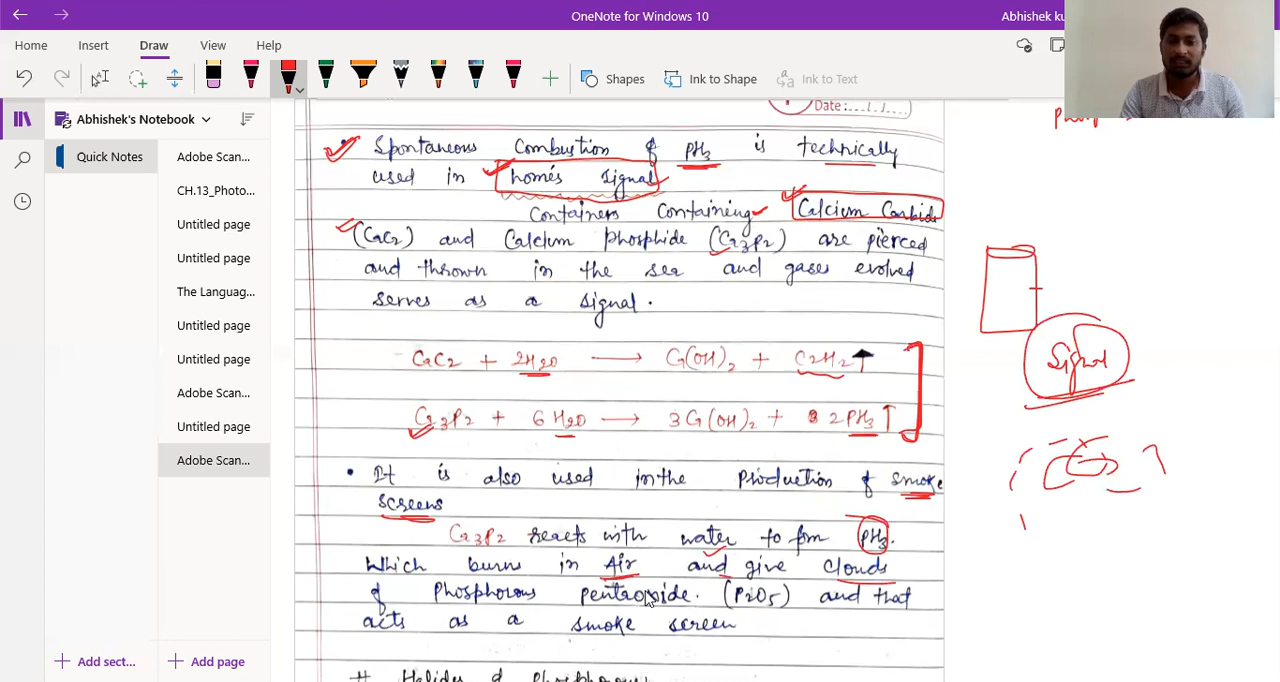 OneNote for Windows 10
Abhishek ku
Home Insert Draw View Help
Shapes Ink to Shape Ink to Text
Abhishek's Notebook
Quick Notes
Adobe Scan...
CH.13_Photo...
Untitled page
Untitled page
The Languag...
Untitled page
Untitled page
Adobe Scan...
Untitled page
Adobe Scan...
Add sect...
Add page
Date:...../.../
• Spontaneous Combustion of PH3 is technically
used in home's signal
Containers Containing Calcium Carbide
(CaC2) and Calcium phosphide (Ca3P2) are pierced
and thrown in the sea and gases evolved
serves as a signal.
CaC2 + 2H2O → Ca(OH)2 + C2H2↑
Ca3P2 + 6H2O → 3Ca(OH)2 + 2PH3↑
• It is also used in the Production of smoke
screens
Ca3P2 reacts with water to form PH3.
Which burns in Air and give clouds
of Phosphorous pentaoxide. (P2O5) and that
acts as a smoke screen
# Halides of Phosphorous:
Signal